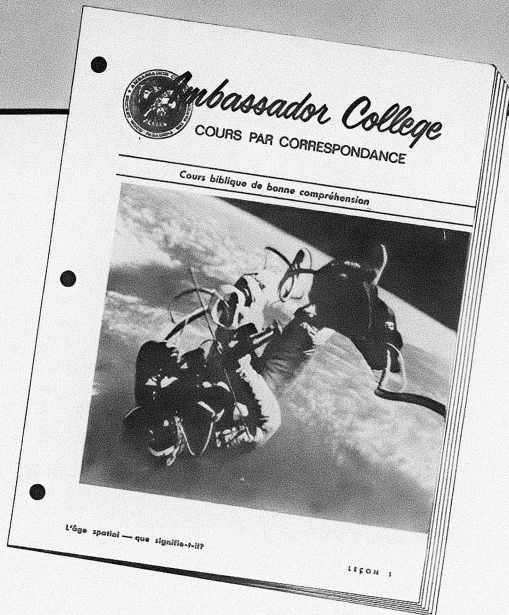 Ambassador College
COURS PAR CORRESPONDANCE
Cours biblique de bonne compréhension
L'âge spatial — que signifie-t-il?
LEÇON 1